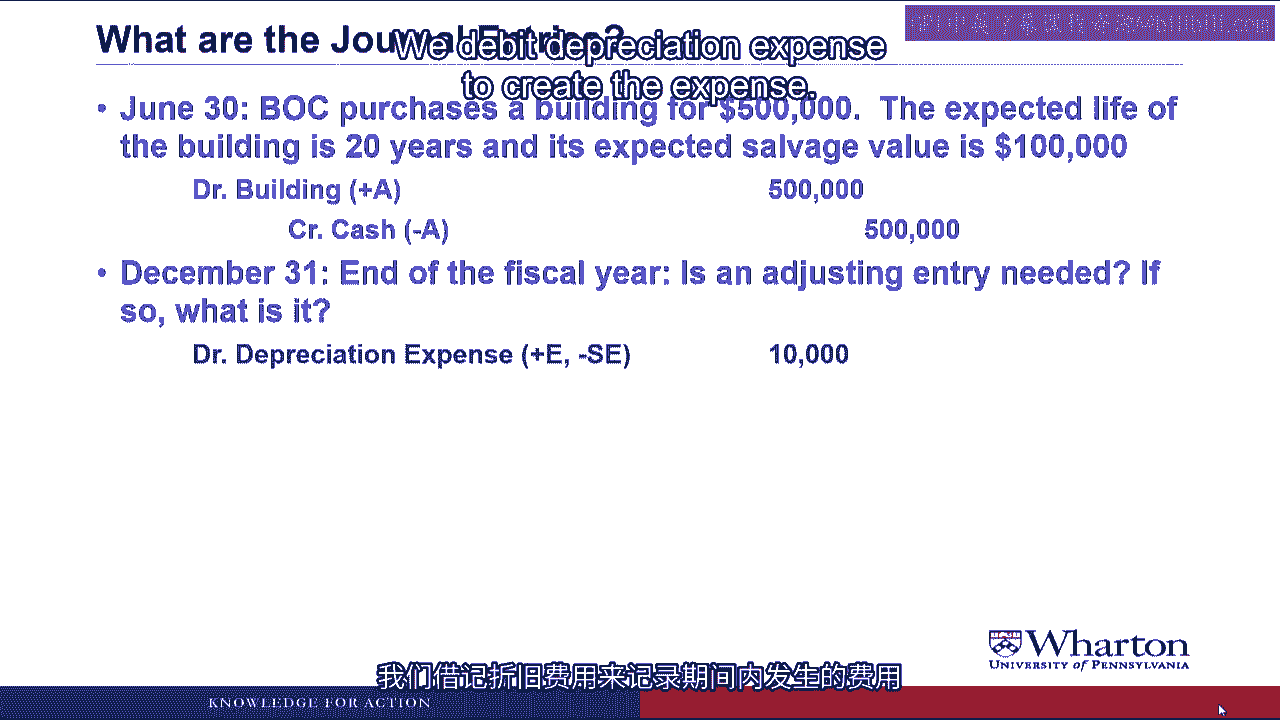 What are the Journal Entries?
We debit depreciation expense
to create the expense.
• June 30: BOC purchases a building for $500,000. The expected life of
the building is 20 years and its expected salvage value is $100,000
Dr. Building (+A) 500,000
Cr. Cash (-A) 500,000
• December 31: End of the fiscal year: Is an adjusting entry needed? If
so, what is it?
Dr. Depreciation Expense (+E, -SE) 10,000
Wharton
UNIVERSITY of PENNSYLVANIA
我们借记折旧费用来记录期间内发生的费用
KNOWLEDGE FOR ACTION